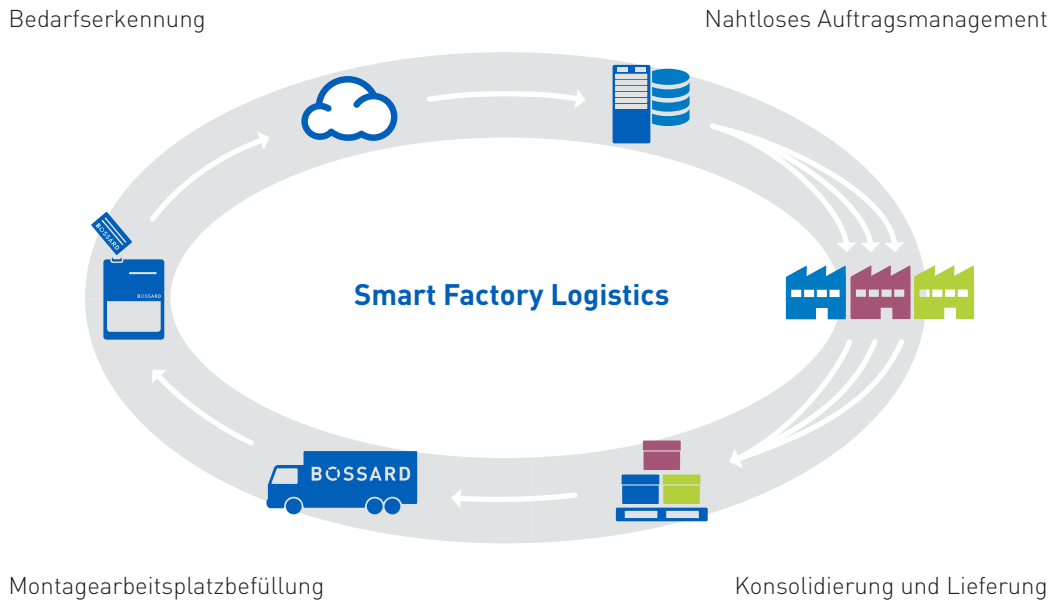 Bedarfserkennung
Nahtloses Auftragsmanagement
BOSSARD
BOSSARD
Smart Factory Logistics
BOSSARD
Montagearbeitsplatzbefüllung
Konsolidierung und Lieferung